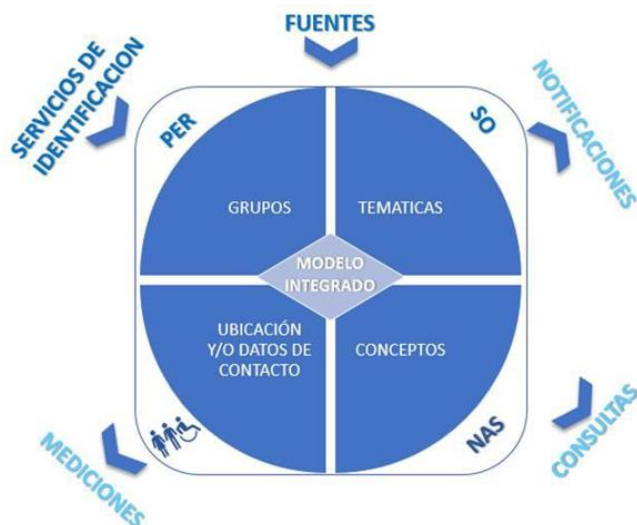 FUENTES
SERVICIOS DE
IDENTIFICACION
NOTIFICACIONES
PER
SO
GRUPOS
TEMATICAS
MODELO
INTEGRADO
UBICACIÓN
Y/O DATOS DE
CONTACTO
CONCEPTOS
NAS
MEDICIONES
CONSULTAS